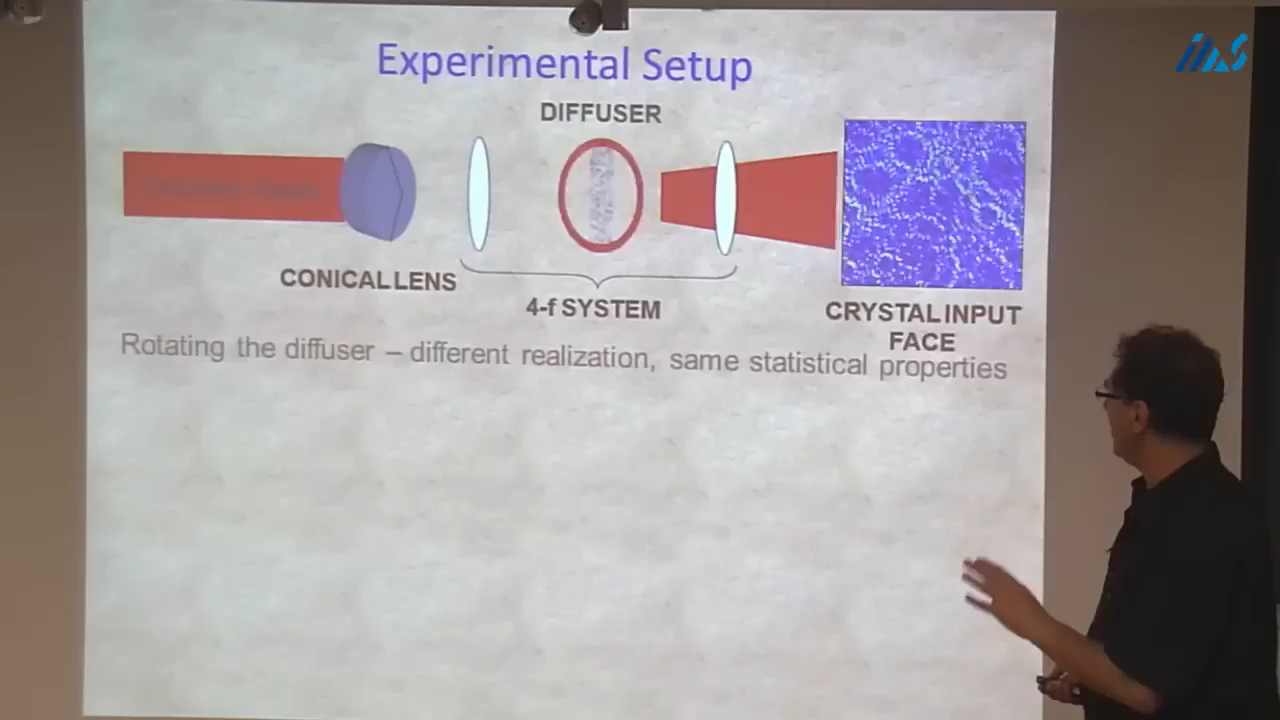 Experimental Setup
DIFFUSER
CONICAL LENS
4-f SYSTEM
CRYSTAL INPUT
FACE
Rotating the diffuser – different realization, same statistical properties